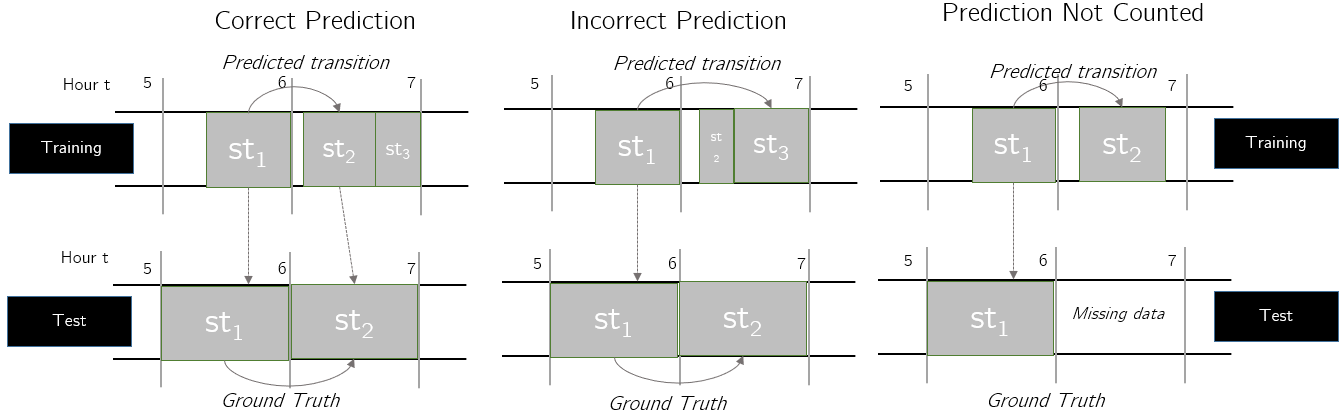 Correct Prediction
Incorrect Prediction
Prediction Not Counted
Predicted transition
Predicted transition
Predicted transition
Hour t
5
6
7
5
6
7
5
6
7
Training
st1
st2
st3
st1
st
2
st3
st1
st2
Training
Hour t
5
6
7
5
6
7
5
6
7
Test
st1
st2
st1
st2
st1
Missing data
Test
Ground Truth
Ground Truth
Ground Truth